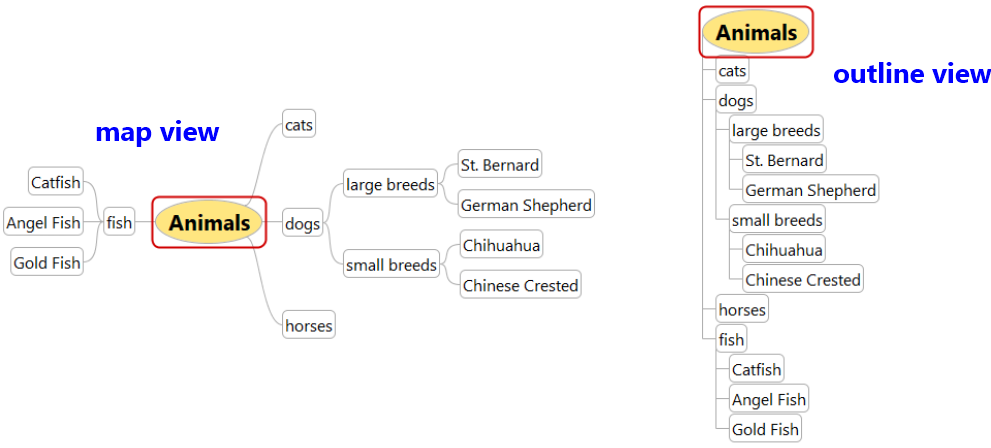 map view
cats
Catfish
Angel Fish
Gold Fish
fish
Animals
dogs
large breeds
St. Bernard
German Shepherd
small breeds
Chihuahua
Chinese Crested
horses
outline view
Animals
cats
dogs
large breeds
St. Bernard
German Shepherd
small breeds
Chihuahua
Chinese Crested
horses
fish
Catfish
Angel Fish
Gold Fish